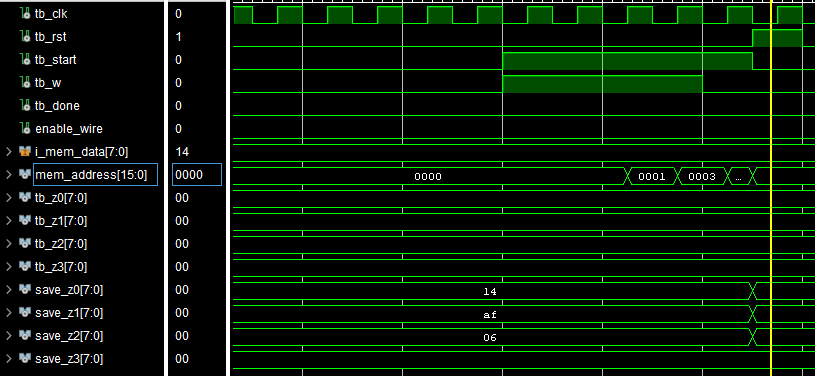 tb_clk 0
tb_rst 1
tb_start 0
tb_w 0
tb_done 0
enable_wire 0
i_mem_data[7:0] 14
mem_address[15:0] 0000 0000 0001 0003 ...
tb_z0[7:0] 00
tb_z1[7:0] 00
tb_z2[7:0] 00
tb_z3[7:0] 00
save_z0[7:0] 00 14
save_z1[7:0] 00 af
save_z2[7:0] 00 06
save_z3[7:0] 00